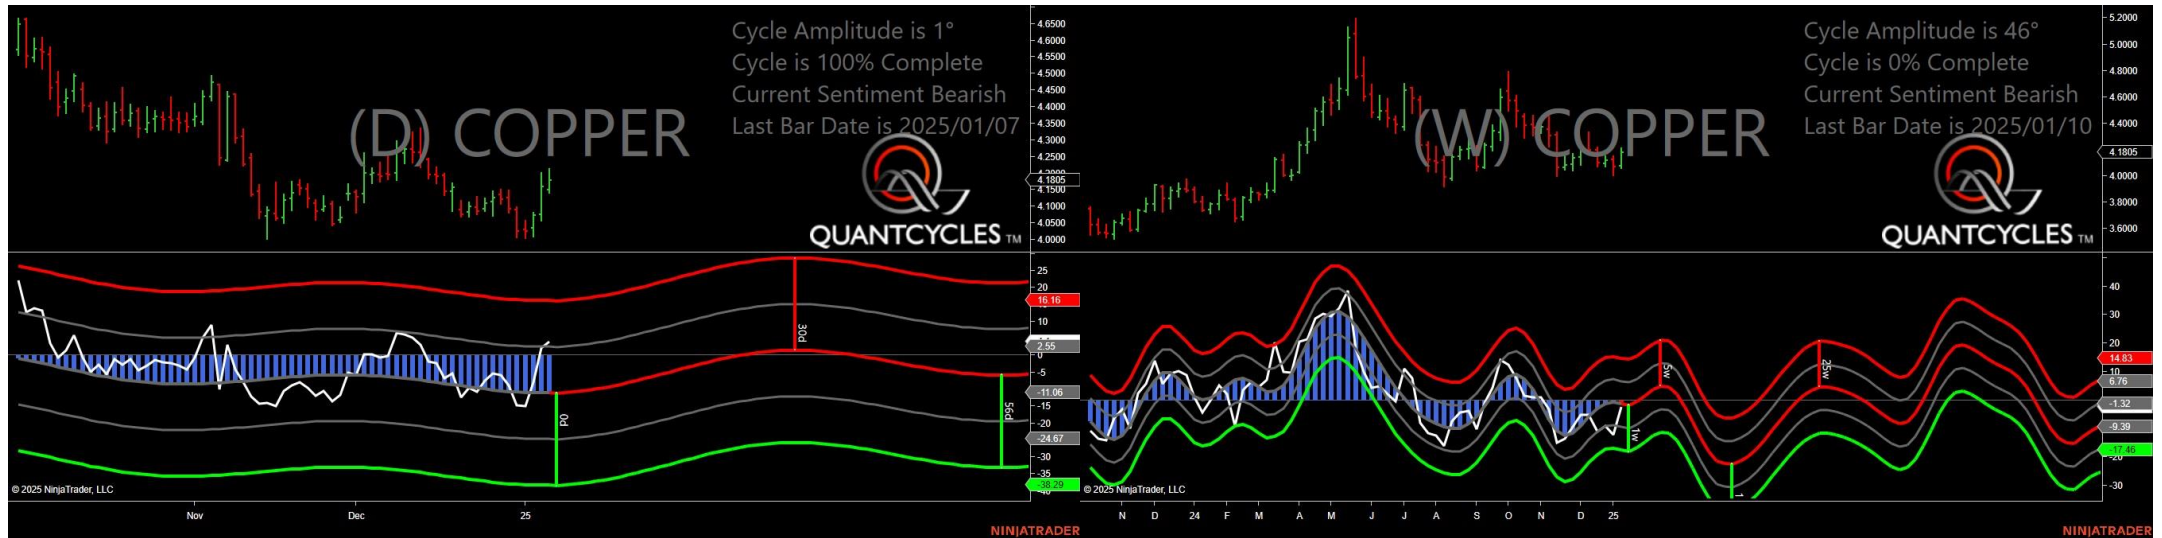 Cycle Amplitude is 1°
Cycle is 100% Complete
Current Sentiment Bearish
Last Bar Date is 2025/01/07
(D) COPPER
QUANTCYCLES TM
4.6500
4.6000
4.5500
4.5000
4.4500
4.4000
4.3500
4.3000
4.2500
4.1805
4.1500
4.1000
4.0500
4.0000
25
20
16.16
10
2.55
0
-5
-11.06
-15
-20
-24.67
-30
-35
-38.29
30d
0d
56d
© 2025 NinjaTrader, LLC
Nov
Dec
25
NINJATRADER
Cycle Amplitude is 46°
Cycle is 0% Complete
Current Sentiment Bearish
Last Bar Date is 2025/01/10
(W) COPPER
QUANTCYCLES TM
5.2000
5.0000
4.8000
4.6000
4.4000
4.1805
4.0000
3.8000
3.6000
40
30
20
14.83
10
6.76
-1.32
-9.39
-17.46
-20
-30
5w
25w
1w
1
© 2025 NinjaTrader, LLC
N D 24 F M A M J J A S O N D 25
NINJATRADER